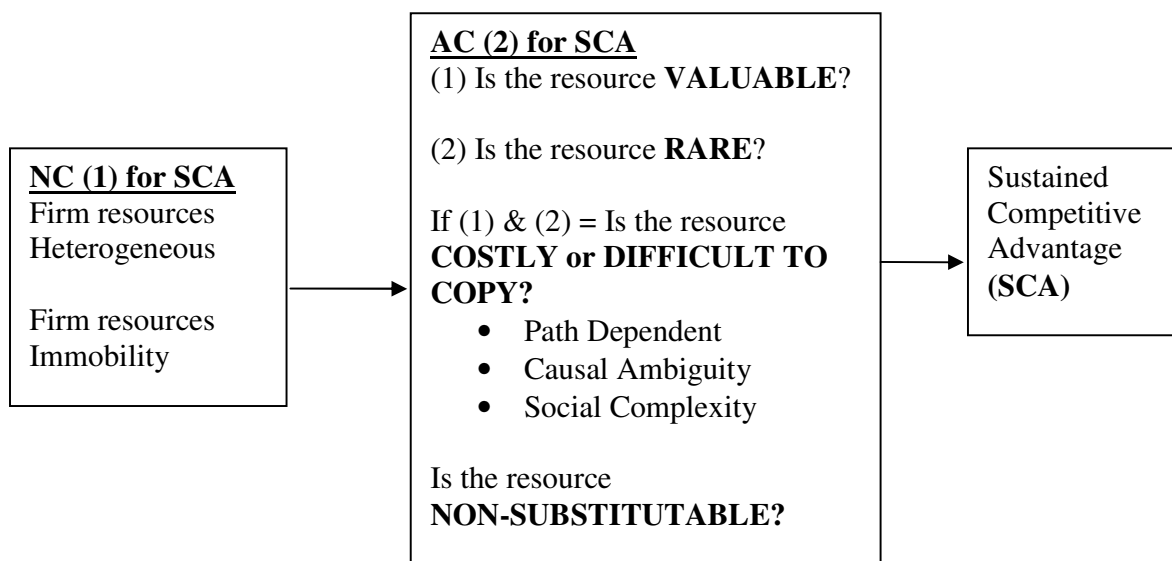 NC (1) for SCA
Firm resources
Heterogeneous
Firm resources
Immobility
AC (2) for SCA
(1) Is the resource VALUABLE?
(2) Is the resource RARE?
If (1) & (2) = Is the resource
COSTLY or DIFFICULT TO
COPY?
• Path Dependent
• Causal Ambiguity
• Social Complexity
Is the resource
NON-SUBSTITUTABLE?
Sustained
Competitive
Advantage
(SCA)